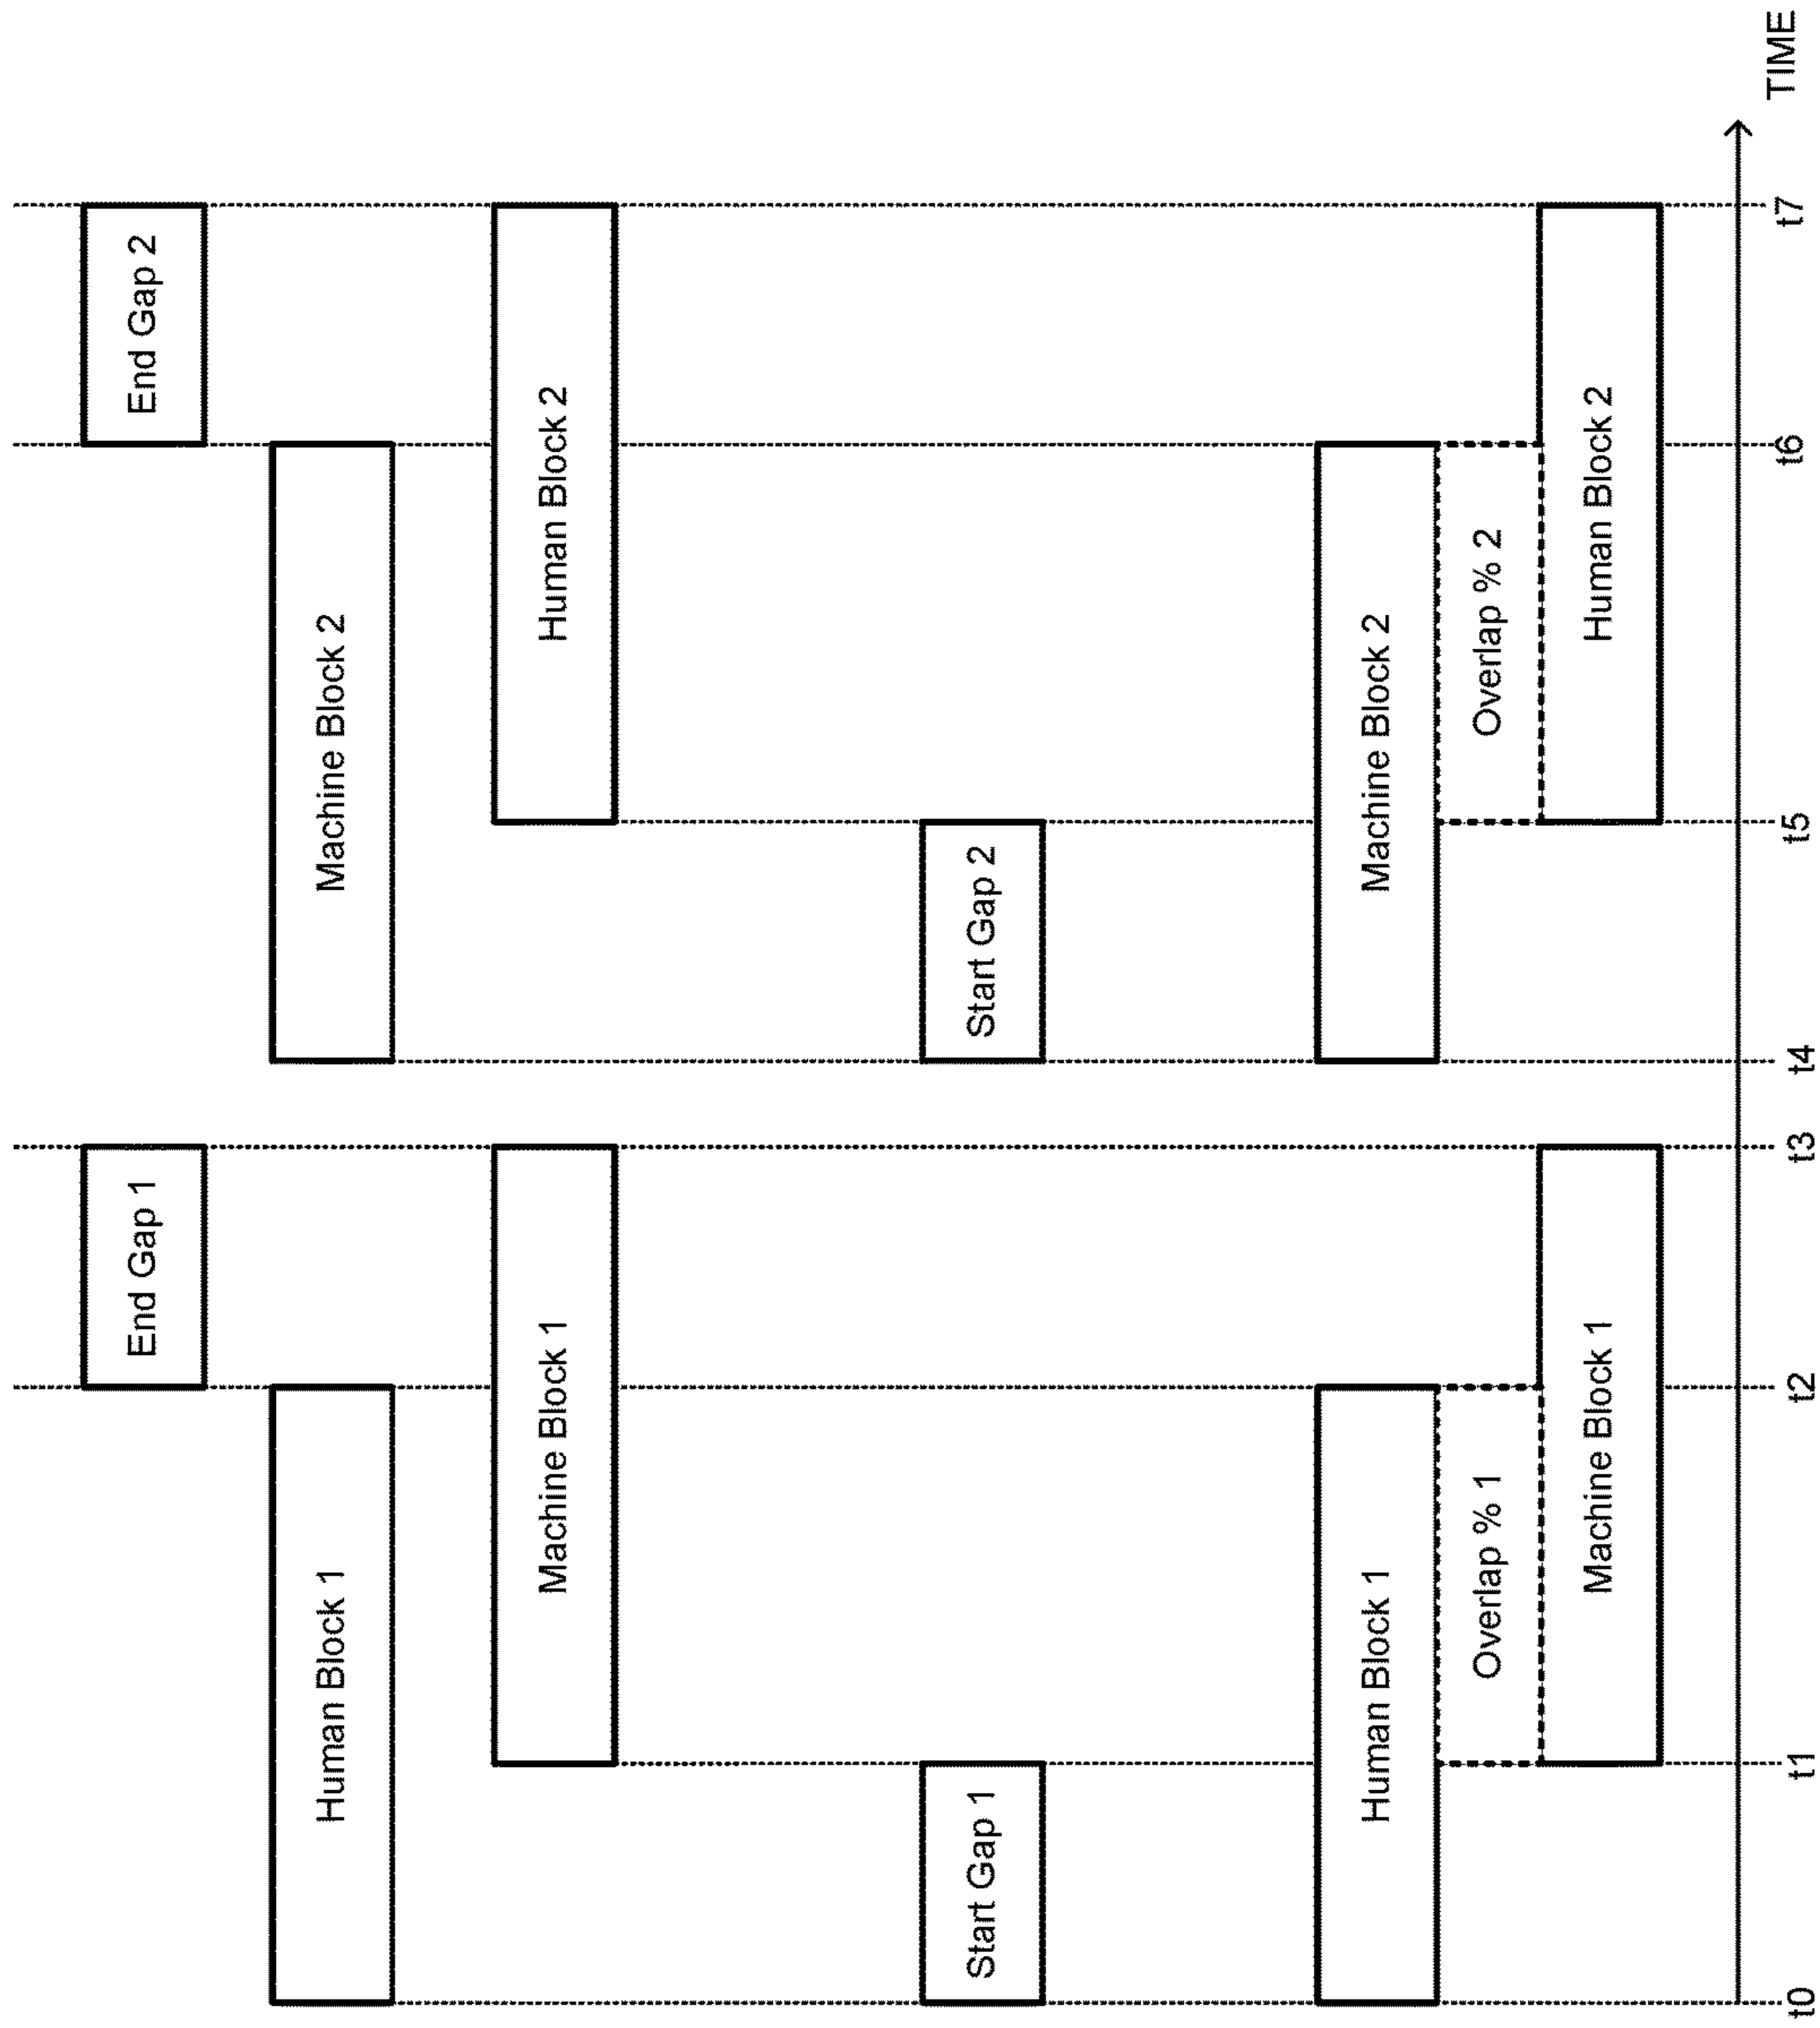 End Gap 1
End Gap 2
Human Block 1
Machine Block 2
Machine Block 1
Human Block 2
Start Gap 1
Start Gap 2
Human Block 1
Machine Block 2
Overlap % 1
Overlap % 2
Machine Block 1
Human Block 2
t0
t1
t2
t3
t4
t5
t6
t7
TIME